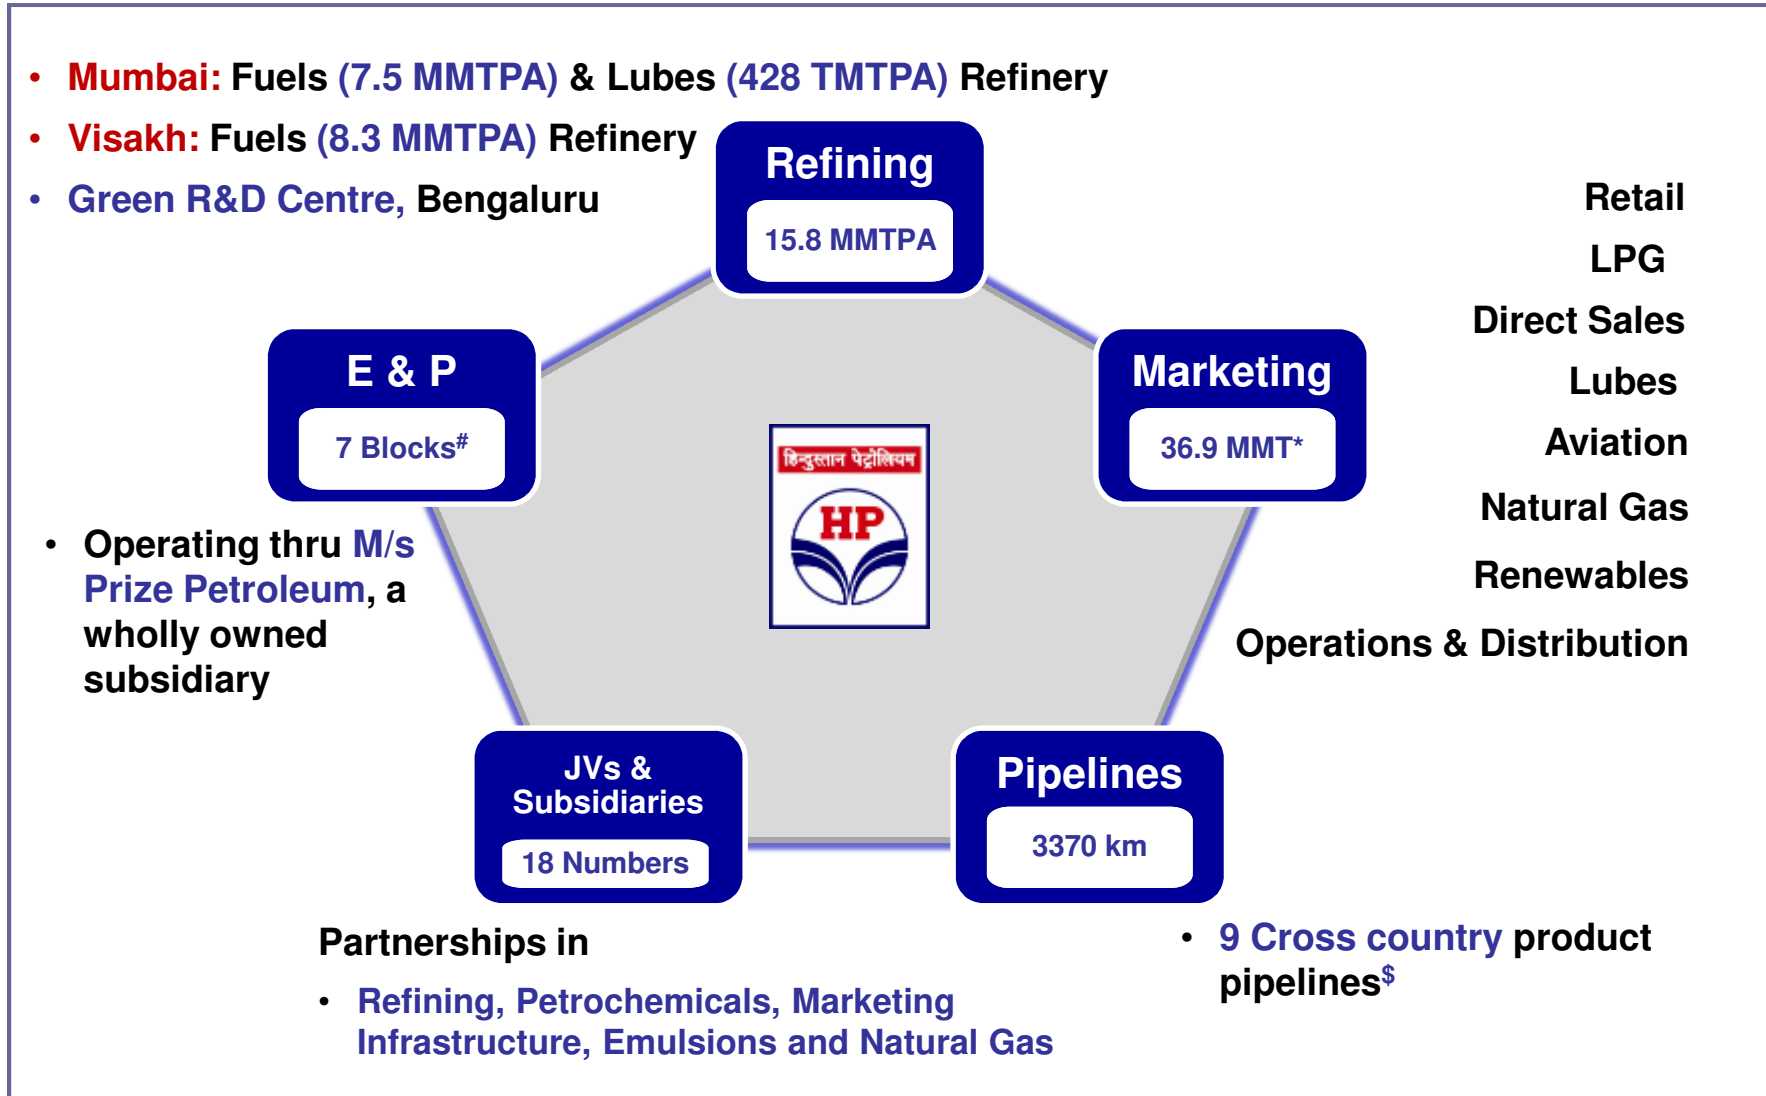 • Mumbai: Fuels (7.5 MMTPA) & Lubes (428 TMTPA) Refinery
• Visakh: Fuels (8.3 MMTPA) Refinery
• Green R&D Centre, Bengaluru
Refining
15.8 MMTPA
E & P
7 Blocks#
• Operating thru M/s
Prize Petroleum, a
wholly owned
subsidiary
हिन्दुस्तान पेट्रोलियम
HP
Marketing
36.9 MMT*
Retail
LPG
Direct Sales
Lubes
Aviation
Natural Gas
Renewables
Operations & Distribution
JVs &
Subsidiaries
18 Numbers
Partnerships in
• Refining, Petrochemicals, Marketing
Infrastructure, Emulsions and Natural Gas
Pipelines
3370 km
• 9 Cross country product
pipelines$